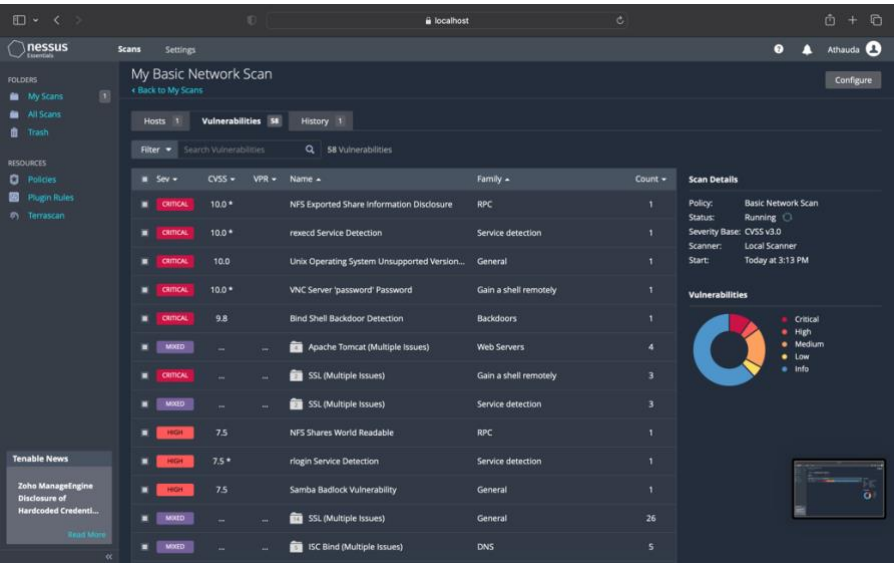 localhost
nessus
Essentials
Scans
Settings
Athauda
FOLDERS
My Scans 1
All Scans
Trash
RESOURCES
Policies
Plugin Rules
Terrascan
Tenable News
Zoho ManageEngine
Disclosure of
Hardcoded Credenti...
Read More
My Basic Network Scan
Back to My Scans
Configure
Hosts 1 Vulnerabilities 58 History 1
Filter Search Vulnerabilities 58 Vulnerabilities
Sev CVSS VPR Name Family Count
CRITICAL 10.0 * NFS Exported Share Information Disclosure RPC 1
CRITICAL 10.0 * rexecd Service Detection Service detection 1
CRITICAL 10.0 Unix Operating System Unsupported Version... General 1
CRITICAL 10.0 * VNC Server 'password' Password Gain a shell remotely 1
CRITICAL 9.8 Bind Shell Backdoor Detection Backdoors 1
MIXED ... ... 4 Apache Tomcat (Multiple Issues) Web Servers 4
CRITICAL ... ... SSL (Multiple Issues) Gain a shell remotely 3
MIXED ... ... SSL (Multiple Issues) Service detection 3
HIGH 7.5 NFS Shares World Readable RPC 1
HIGH 7.5 * rlogin Service Detection Service detection 1
HIGH 7.5 Samba Badlock Vulnerability General 1
MIXED ... ... SSL (Multiple Issues) General 26
MIXED ... ... 5 ISC Bind (Multiple Issues) DNS 5
Scan Details
Policy: Basic Network Scan
Status: Running
Severity Base: CVSS v3.0
Scanner: Local Scanner
Start: Today at 3:13 PM
Vulnerabilities
Critical
High
Medium
Low
Info